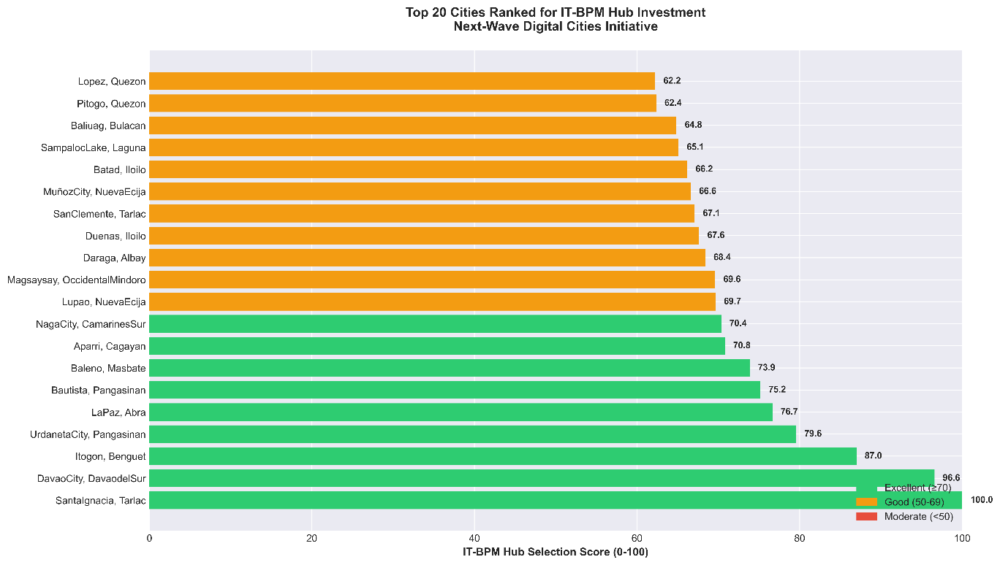 Top 20 Cities Ranked for IT-BPM Hub Investment
Next-Wave Digital Cities Initiative
Lopez, Quezon 62.2
Pitogo, Quezon 62.4
Baliuag, Bulacan 64.8
SampalocLake, Laguna 65.1
Batad, Iloilo 66.2
MuñozCity, NuevaEcija 66.6
SanClemente, Tarlac 67.1
Duenas, Iloilo 67.6
Daraga, Albay 68.4
Magsaysay, OccidentalMindoro 69.6
Lupao, NuevaEcija 69.7
NagaCity, CamarinesSur 70.4
Aparri, Cagayan 70.8
Baleno, Masbate 73.9
Bautista, Pangasinan 75.2
LaPaz, Abra 76.7
UrdanetaCity, Pangasinan 79.6
Itogon, Benguet 87.0
DavaoCity, DavaodelSur 96.6
SantaIgnacia, Tarlac 100.0
Excellent (≥70)
Good (50-69)
Moderate (<50)
0 20 40 60 80 100
IT-BPM Hub Selection Score (0-100)